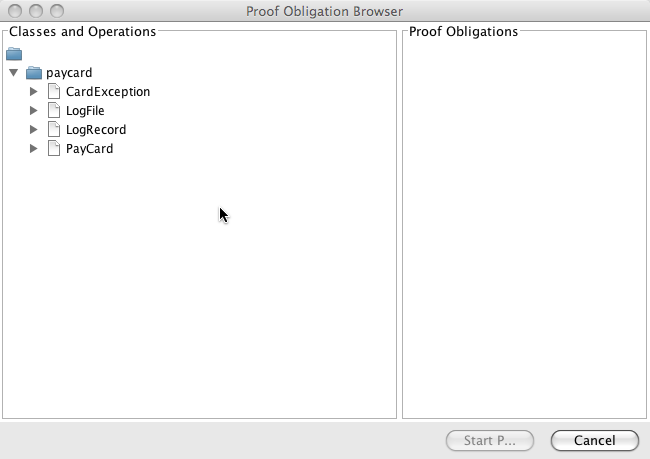 Proof Obligation Browser
Classes and Operations
Proof Obligations
paycard
CardException
LogFile
LogRecord
PayCard
Start P...
Cancel